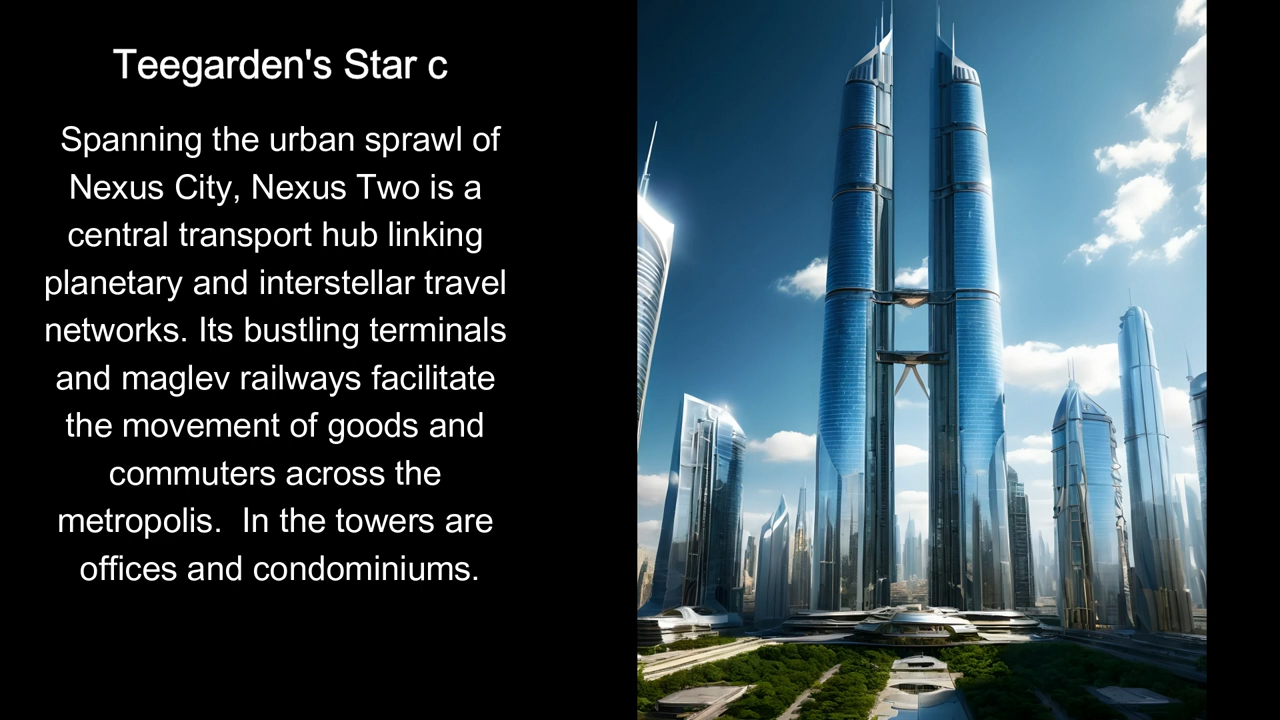 Teegarden's Star c
Spanning the urban sprawl of
Nexus City, Nexus Two is a
central transport hub linking
planetary and interstellar travel
networks. Its bustling terminals
and maglev railways facilitate
the movement of goods and
commuters across the
metropolis.  In the towers are
offices and condominiums.